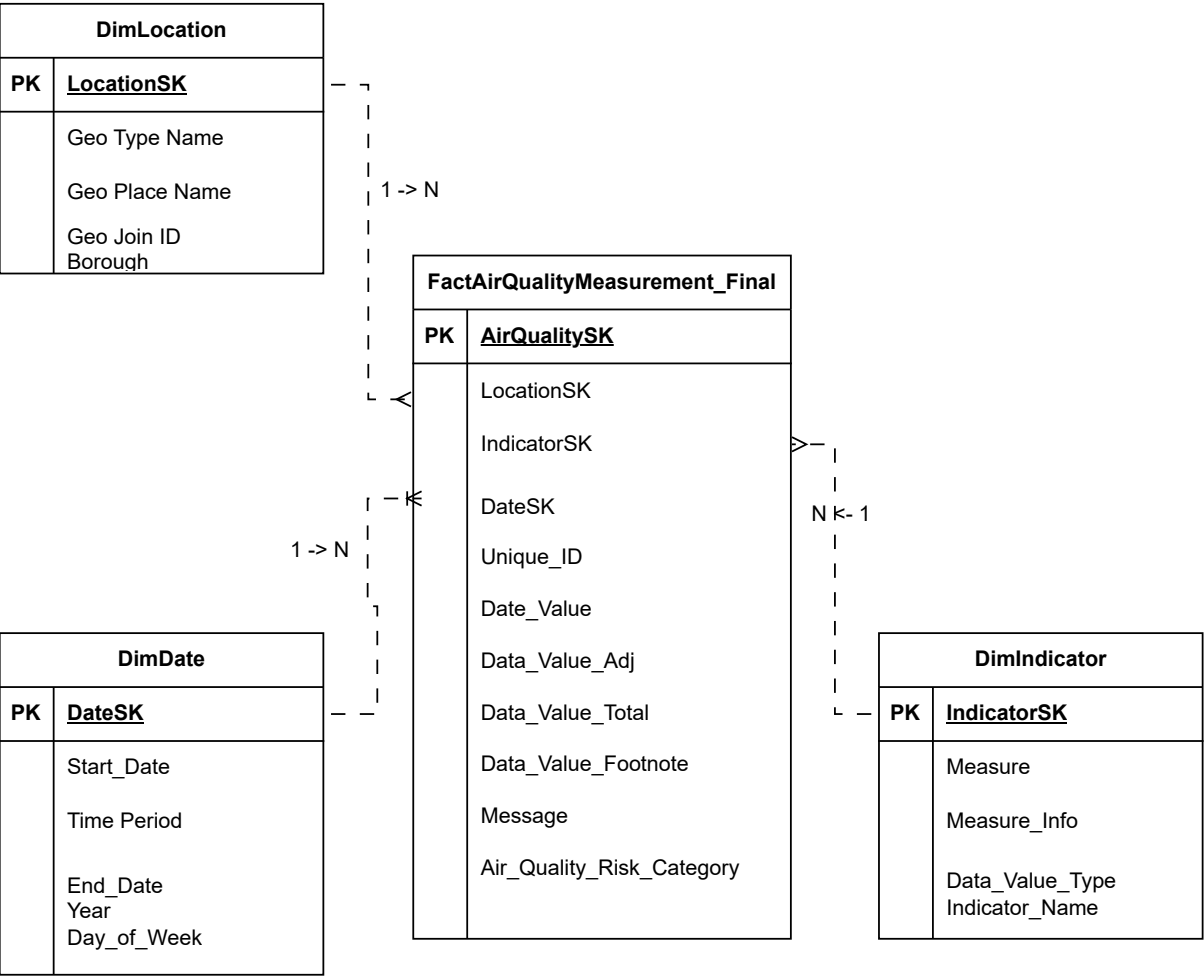 DimLocation
PK LocationSK
Geo Type Name
Geo Place Name
Geo Join ID
Borough
1 -> N
FactAirQualityMeasurement_Final
PK AirQualitySK
LocationSK
IndicatorSK
DateSK
Unique_ID
Date_Value
Data_Value_Adj
Data_Value_Total
Data_Value_Footnote
Message
Air_Quality_Risk_Category
1 -> N
N <- 1
DimDate
PK DateSK
Start_Date
Time Period
End_Date
Year
Day_of_Week
DimIndicator
PK IndicatorSK
Measure
Measure_Info
Data_Value_Type
Indicator_Name